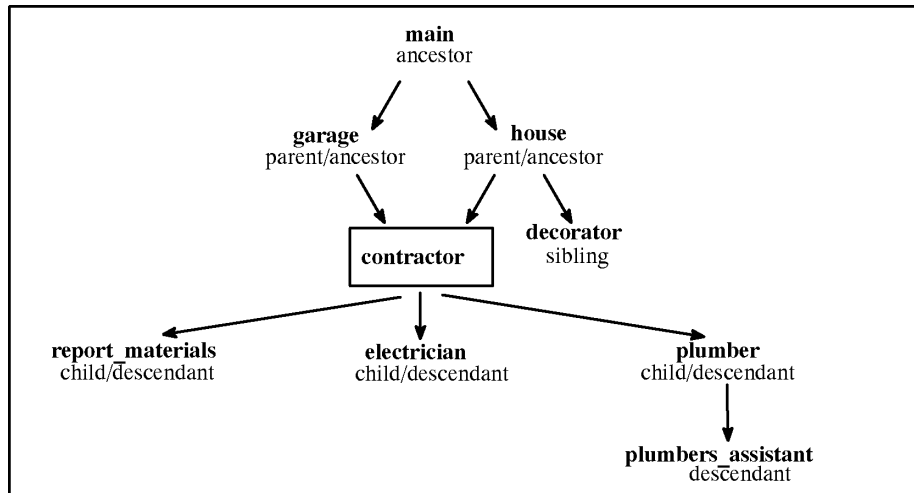 main
ancestor
garage
parent/ancestor
house
parent/ancestor
decorator
sibling
contractor
report_materials
child/descendant
electrician
child/descendant
plumber
child/descendant
plumbers_assistant
descendant